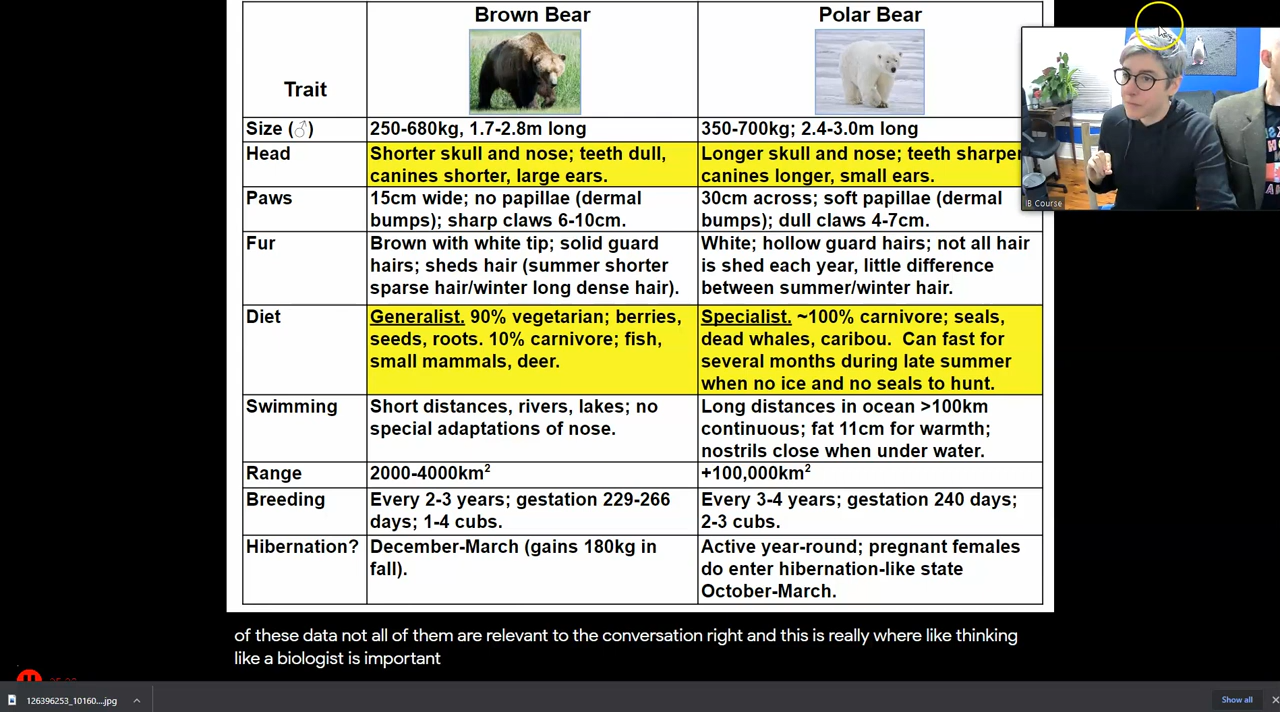 Brown Bear
Polar Bear
Trait
Size (♂)
250-680kg, 1.7-2.8m long
350-700kg; 2.4-3.0m long
Head
Shorter skull and nose; teeth dull,
canines shorter, large ears.
Longer skull and nose; teeth sharper
canines longer, small ears.
Paws
15cm wide; no papillae (dermal
bumps); sharp claws 6-10cm.
30cm across; soft papillae (dermal
bumps); dull claws 4-7cm.
Fur
Brown with white tip; solid guard
hairs; sheds hair (summer shorter
sparse hair/winter long dense hair).
White; hollow guard hairs; not all hair
is shed each year, little difference
between summer/winter hair.
Diet
Generalist. 90% vegetarian; berries,
seeds, roots. 10% carnivore; fish,
small mammals, deer.
Specialist. ~100% carnivore; seals,
dead whales, caribou. Can fast for
several months during late summer
when no ice and no seals to hunt.
Swimming
Short distances, rivers, lakes; no
special adaptations of nose.
Long distances in ocean >100km
continuous; fat 11cm for warmth;
nostrils close when under water.
Range
2000-4000km²
+100,000km²
Breeding
Every 2-3 years; gestation 229-266
days; 1-4 cubs.
Every 3-4 years; gestation 240 days;
2-3 cubs.
Hibernation?
December-March (gains 180kg in
fall).
Active year-round; pregnant females
do enter hibernation-like state
October-March.
IB Course
of these data not all of them are relevant to the conversation right and this is really where like thinking
like a biologist is important
126396253_10160....jpg
Show all